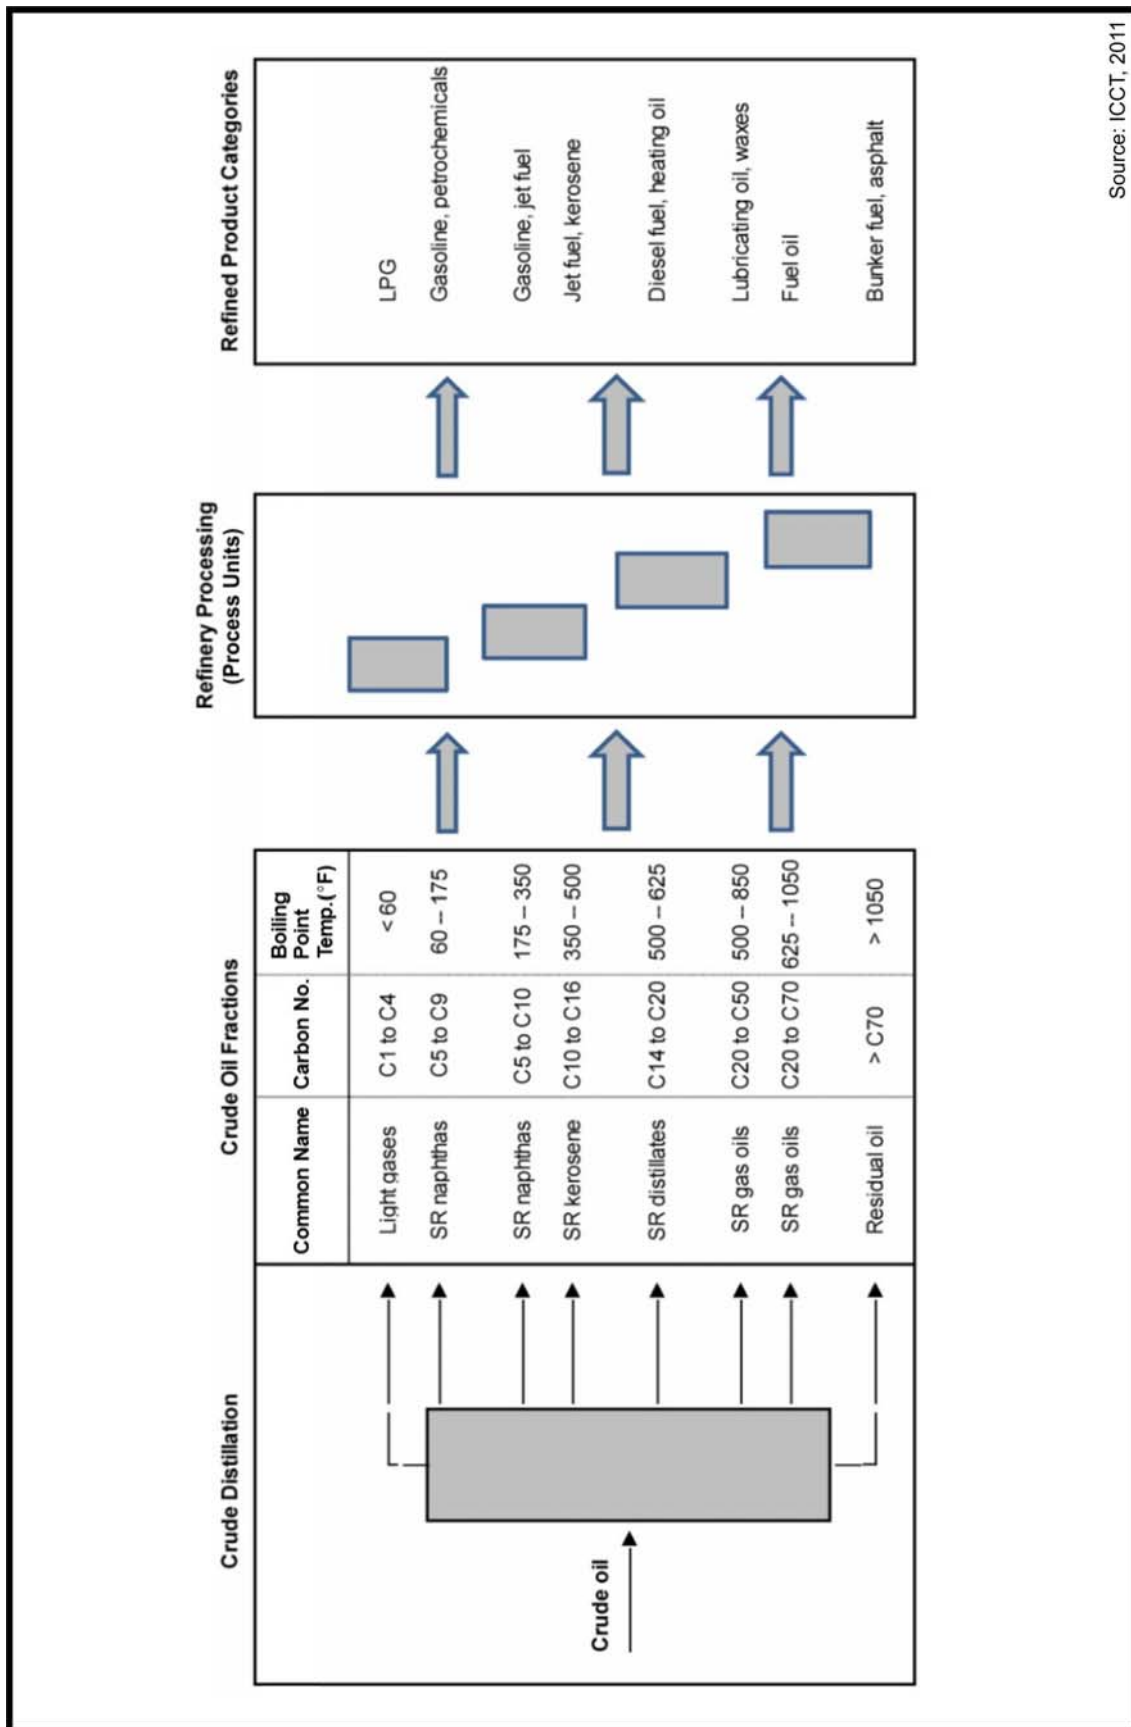 Crude Distillation
Crude Oil Fractions
Refinery Processing
(Process Units)
Refined Product Categories
Crude oil
Common Name
Carbon No.
Boiling
Point
Temp.(°F)
Light gases C1 to C4 < 60 LPG
SR naphthas C5 to C9 60 – 175 Gasoline, petrochemicals
SR naphthas C5 to C10 175 – 350 Gasoline, jet fuel
SR kerosene C10 to C16 350 – 500 Jet fuel, kerosene
SR distillates C14 to C20 500 – 625 Diesel fuel, heating oil
SR gas oils C20 to C50 500 – 850 Lubricating oil, waxes
SR gas oils C20 to C70 625 – 1050 Fuel oil
Residual oil > C70 > 1050 Bunker fuel, asphalt
Source: ICCT, 2011